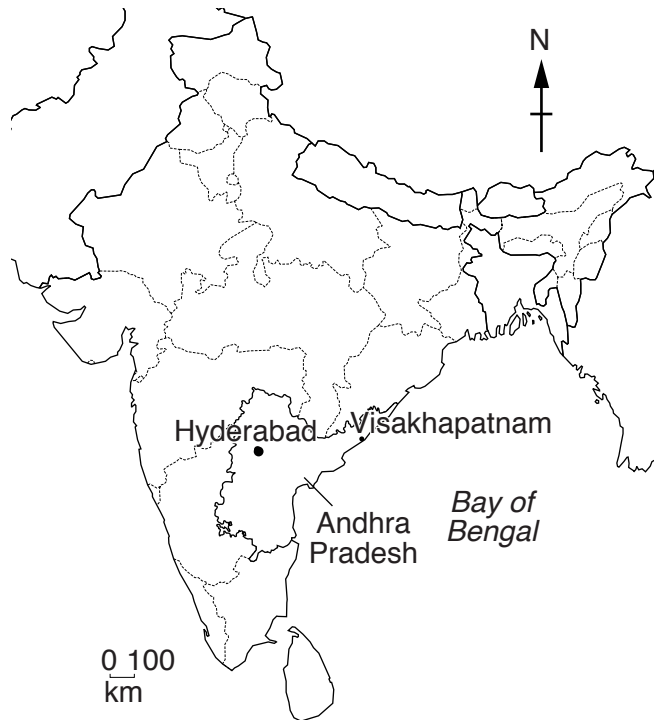 N
Hyderabad
Visakhapatnam
Andhra
Pradesh
Bay of
Bengal
0 100
km